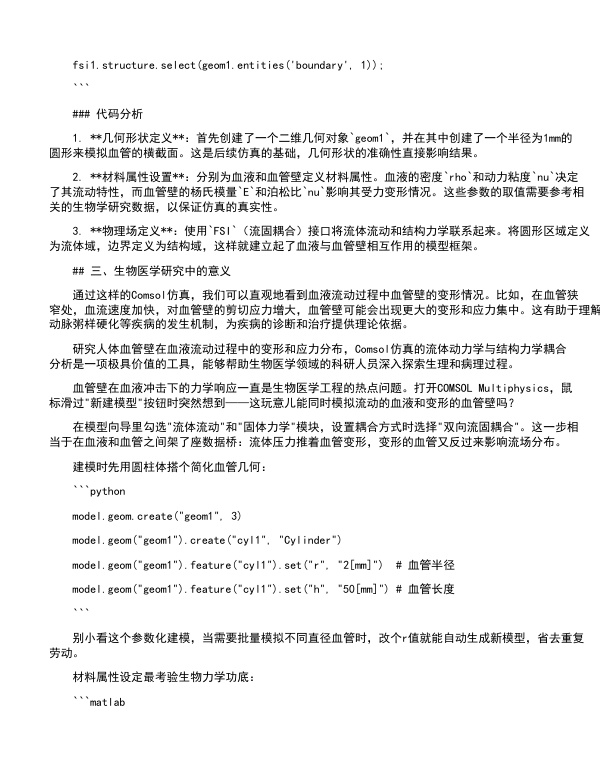 fsi1.structure.select(geom1.entities('boundary', 1));
```
### 代码分析
1. **几何形状定义**：首先创建了一个二维几何对象`geom1`，并在其中创建了一个半径为1mm的
圆形来模拟血管的横截面。这是后续仿真的基础，几何形状的准确性直接影响结果。
2. **材料属性设置**：分别为血液和血管壁定义材料属性。血液的密度`rho`和动力粘度`nu`决定
了其流动特性，而血管壁的杨氏模量`E`和泊松比`nu`影响其受力变形情况。这些参数的取值需要参考相
关的生物学研究数据，以保证仿真的真实性。
3. **物理场定义**：使用`FSI`（流固耦合）接口将流体流动和结构力学联系起来。将圆形区域定义
为流体域，边界定义为结构域，这样就建立起了血液与血管壁相互作用的模型框架。
## 三、生物医学研究中的意义
通过这样的Comsol仿真，我们可以直观地看到血液流动过程中血管壁的变形情况。比如，在血管狭
窄处，血流速度加快，对血管壁的剪切应力增大，血管壁可能会出现更大的变形和应力集中。这有助于理解
动脉粥样硬化等疾病的发生机制，为疾病的诊断和治疗提供理论依据。
研究人体血管壁在血液流动过程中的变形和应力分布，Comsol仿真的流体动力学与结构力学耦合
分析是一项极具价值的工具，能够帮助生物医学领域的科研人员深入探索生理和病理过程。
血管壁在血液冲击下的力学响应一直是生物医学工程的热点问题。打开COMSOL Multiphysics，鼠
标滑过"新建模型"按钮时突然想到——这玩意儿能同时模拟流动的血液和变形的血管壁吗？
在模型向导里勾选"流体流动"和"固体力学"模块，设置耦合方式时选择"双向流固耦合"。这一步相
当于在血液和血管之间架了座数据桥：流体压力推着血管变形，变形的血管又反过来影响流场分布。
建模时先用圆柱体搭个简化血管几何：
```python
model.geom.create("geom1", 3)
model.geom("geom1").create("cyl1", "Cylinder")
model.geom("geom1").feature("cyl1").set("r", "2[mm]")  # 血管半径
model.geom("geom1").feature("cyl1").set("h", "50[mm]") # 血管长度
```
别小看这个参数化建模，当需要批量模拟不同直径血管时，改个r值就能自动生成新模型，省去重复
劳动。
材料属性设定最考验生物力学功底：
```matlab